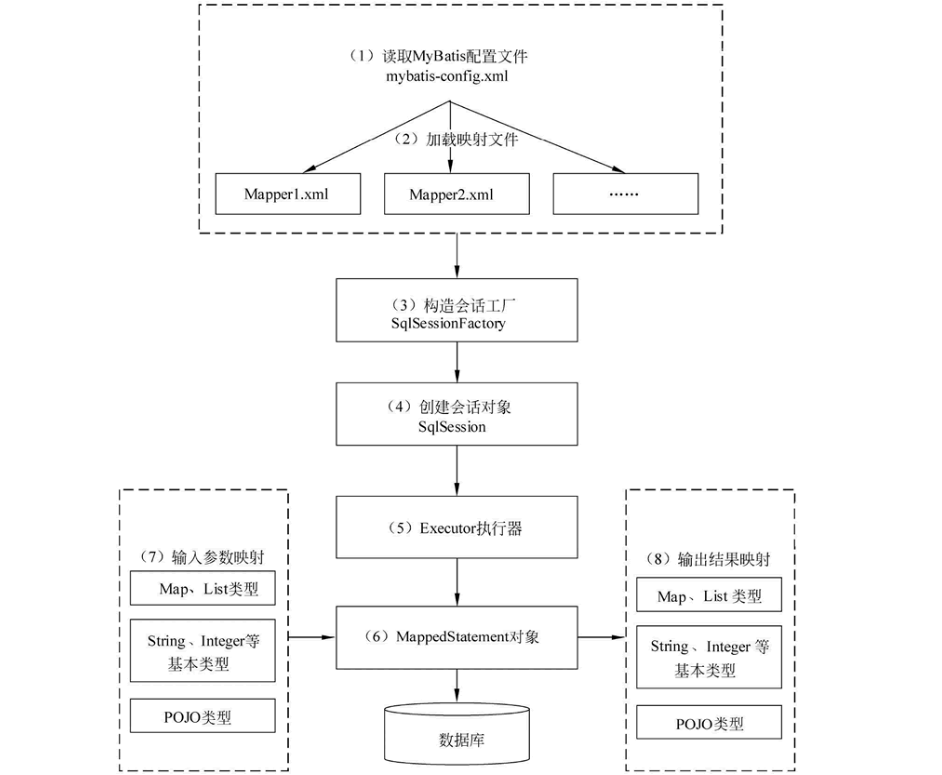 （1）读取MyBatis配置文件
mybatis-config.xml
（2）加载映射文件
Mapper1.xml
Mapper2.xml
……
（3）构造会话工厂
SqlSessionFactory
（4）创建会话对象
SqlSession
（5）Executor执行器
（7）输入参数映射
Map、List类型
String、Integer等
基本类型
POJO类型
（6）MappedStatement对象
（8）输出结果映射
Map、List 类型
String、Integer 等
基本类型
POJO类型
数据库